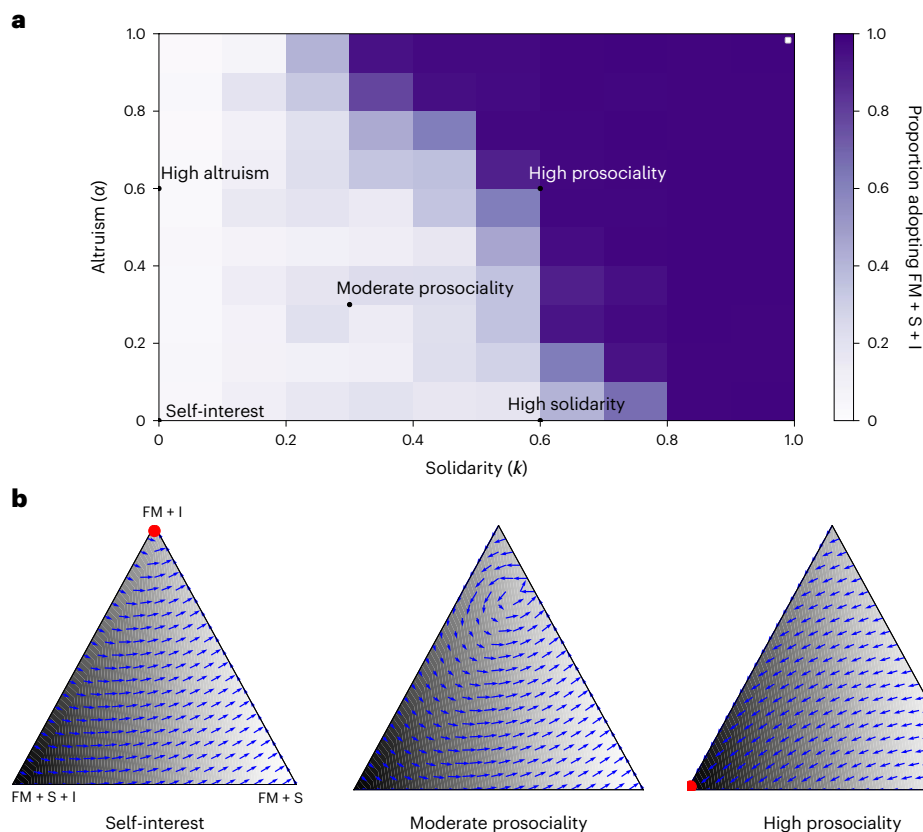 a
1.0
0.8
0.6
0.4
0.2
0
Altruism (α)
High altruism
High prosociality
Moderate prosociality
Self-interest
High solidarity
0
0.2
0.4
0.6
0.8
1.0
Solidarity (k)
1.0
0.8
0.6
0.4
0.2
0
Proportion adopting FM + S + I
b
FM + I
FM + S + I
FM + S
Self-interest
Moderate prosociality
High prosociality